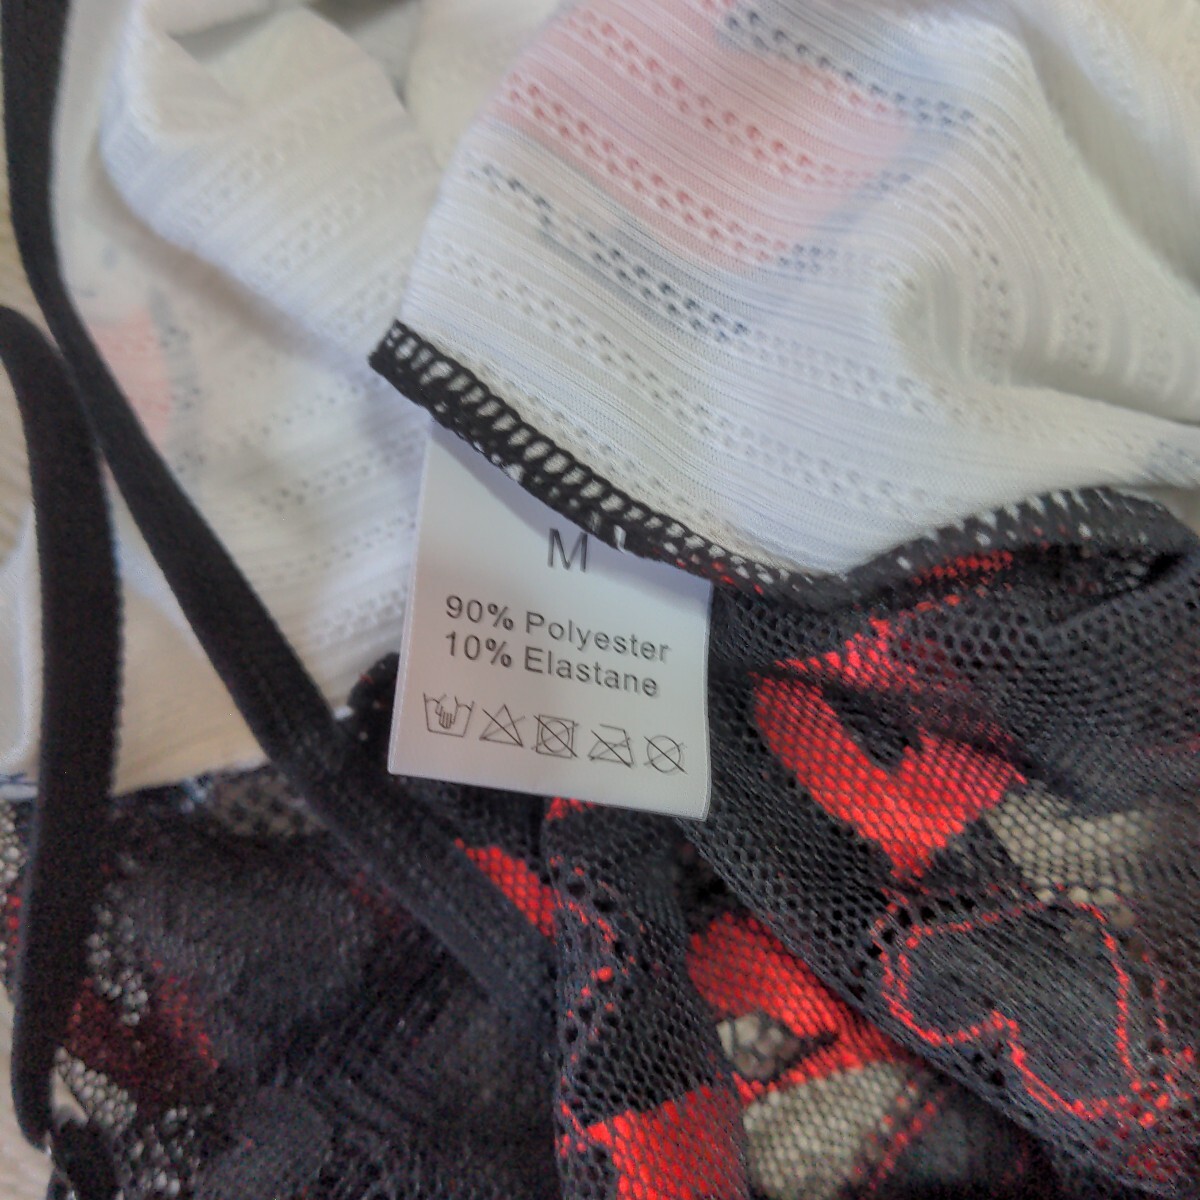 M
90% Polyester
10% Elastane